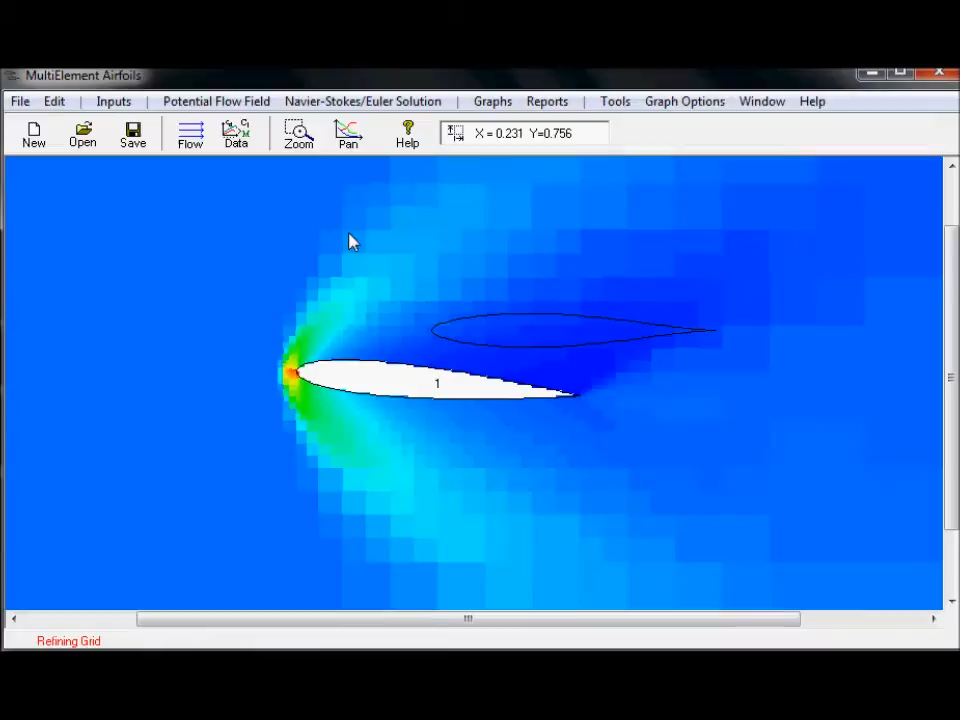 MultiElement Airfoils
File Edit | Inputs | Potential Flow Field Navier-Stokes/Euler Solution | Graphs Reports | Tools Graph Options Window Help
New Open Save Flow Data Zoom Pan Help X = 0.231 Y=0.756
1
Refining Grid